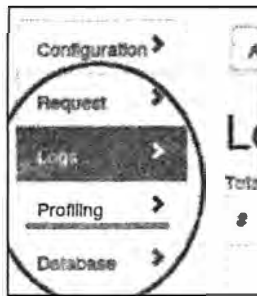 Configuration >
Request >
Logs >
Profiling >
Database >